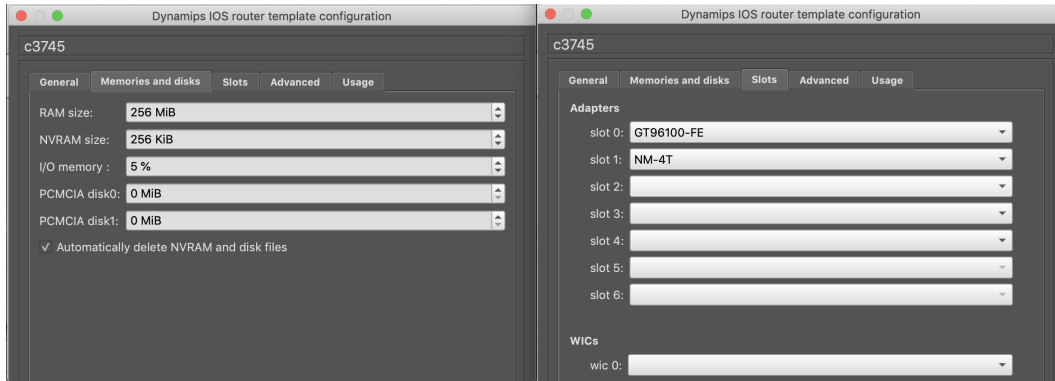 Dynamips IOS router template configuration
c3745
General Memories and disks Slots Advanced Usage
RAM size: 256 MiB
NVRAM size: 256 KiB
I/O memory : 5 %
PCMCIA disk0: 0 MiB
PCMCIA disk1: 0 MiB
Automatically delete NVRAM and disk files
Dynamips IOS router template configuration
c3745
General Memories and disks Slots Advanced Usage
Adapters
slot 0: GT96100-FE
slot 1: NM-4T
slot 2:
slot 3:
slot 4:
slot 5:
slot 6:
WICs
wic 0: